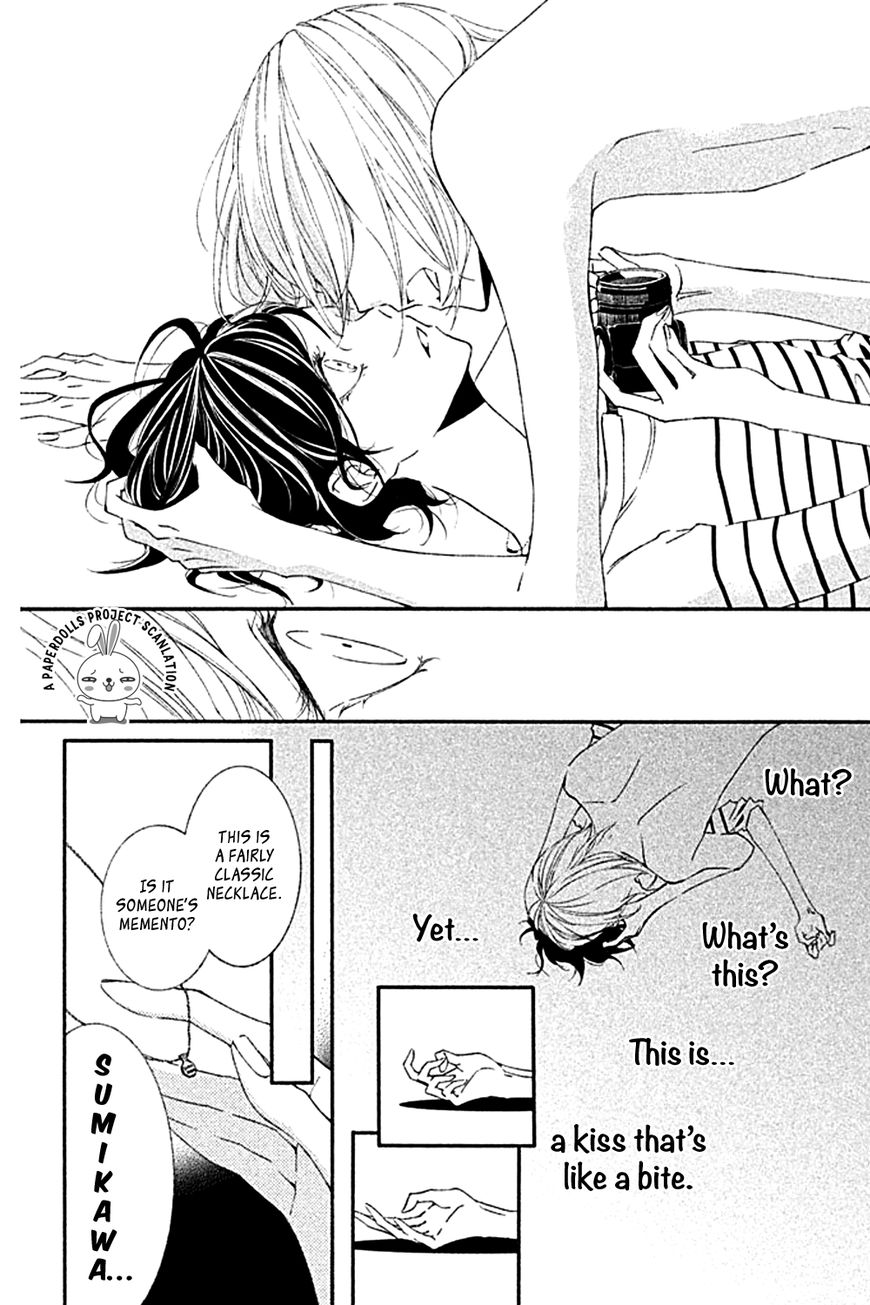 A PAPERDOLLS PROJECT SCANLATION
What?
What's
this?
This is...
a kiss that's
like a bite.
Yet...
THIS IS
A FAIRLY
CLASSIC
NECKLACE.
IS IT
SOMEONE'S
MEMENTO?
SUMIKAWA...